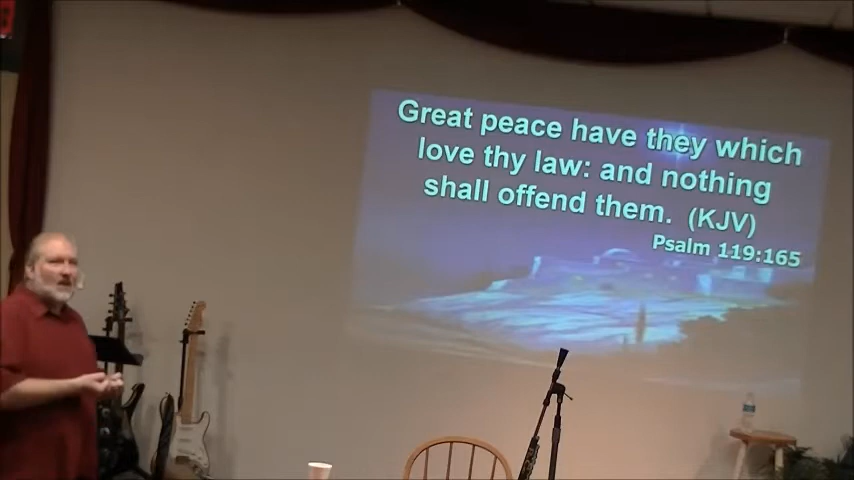 Great peace have they which
love thy law: and nothing
shall offend them. (KJV)
Psalm 119:165